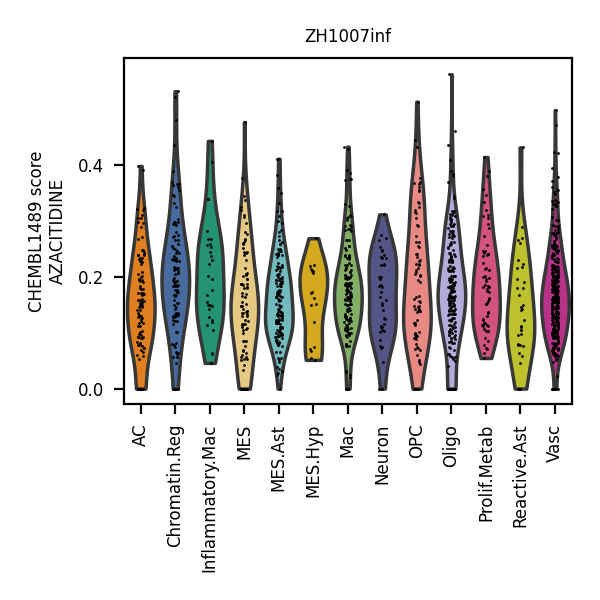 ZH1007inf
CHEMBL1489 score
AZACITIDINE
0.4
0.2
0.0
AC
Chromatin.Reg
Inflammatory.Mac
MES
MES.Ast
MES.Hyp
Mac
Neuron
OPC
Oligo
Prolif.Metab
Reactive.Ast
Vasc